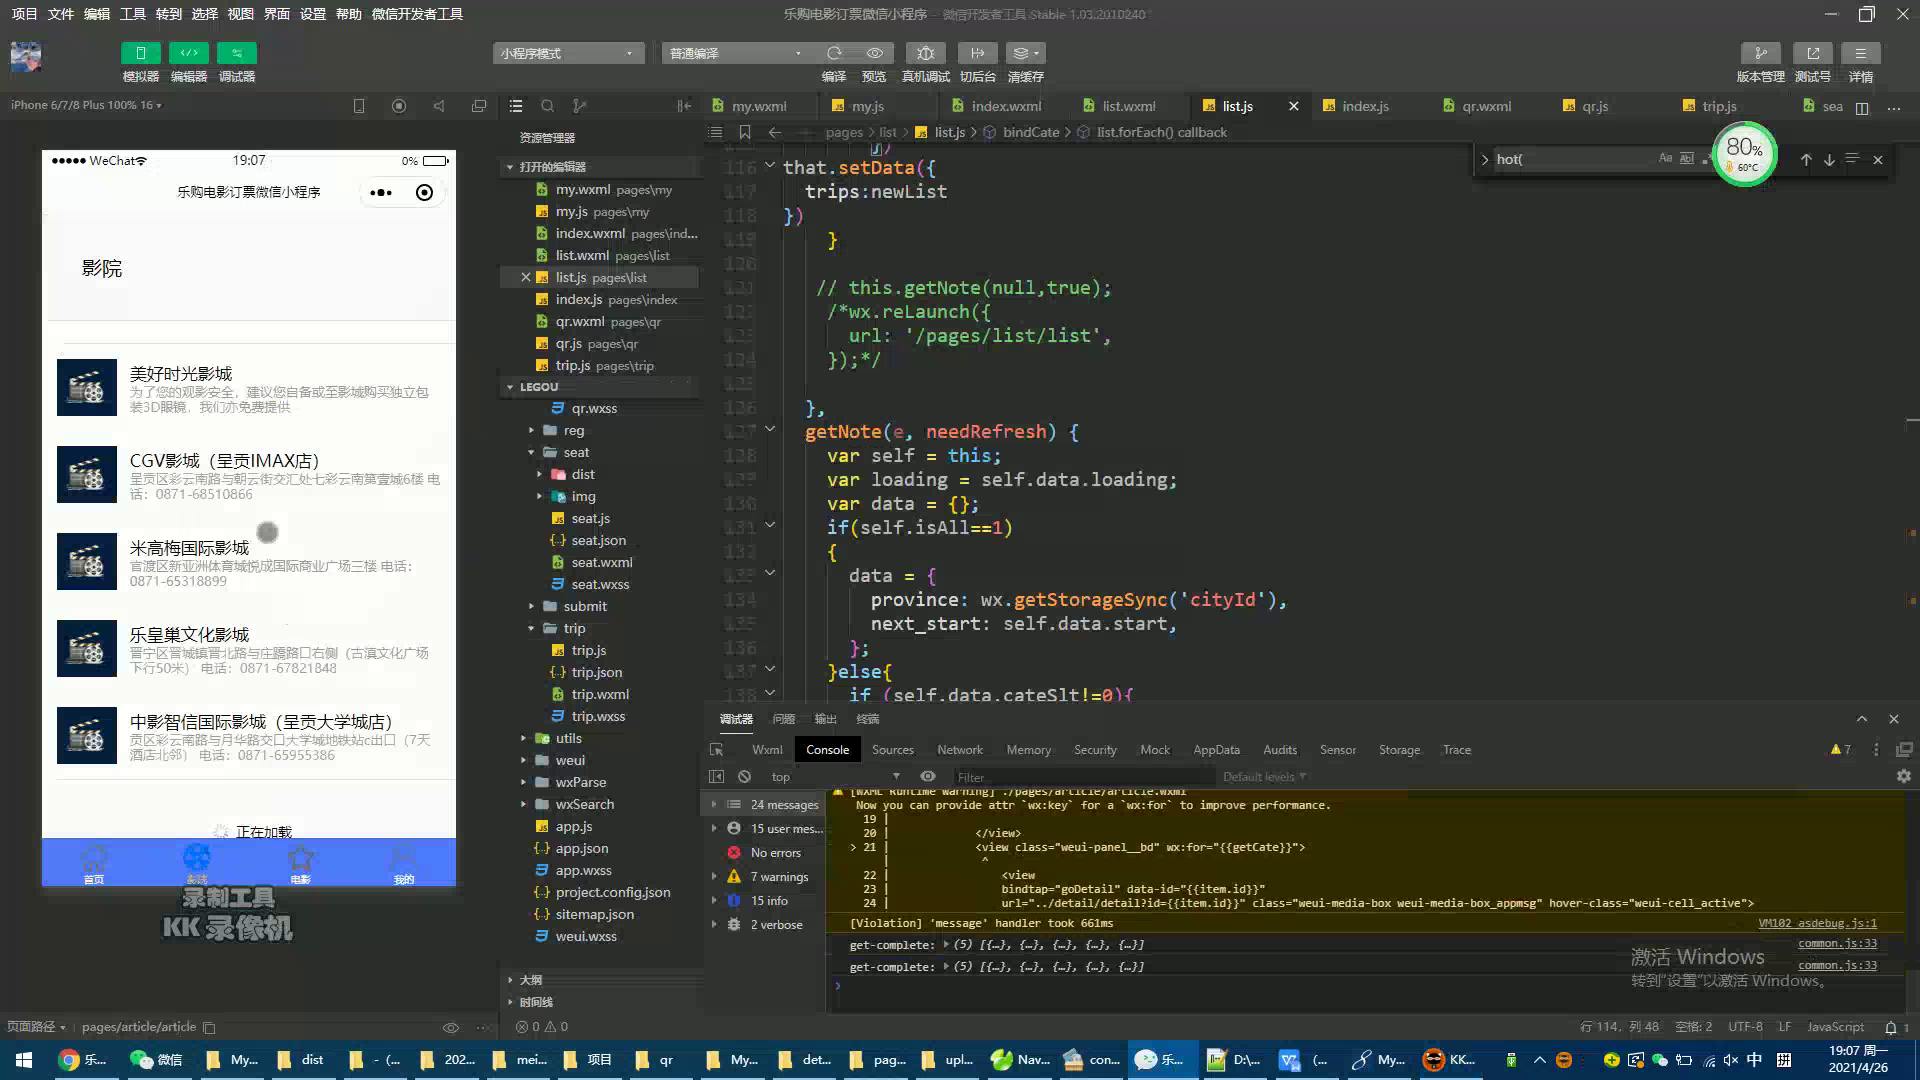 项目 文件 编辑 工具 转到 选择 视图 界面 设置 帮助 微信开发者工具
乐购电影订票微信小程序 - 微信开发者工具 Stable 1.03.2010240
模拟器 编辑器 调试器
小程序模式
普通编译
编译 预览 真机调试 切后台 清缓存
版本管理 测试号 详情
iPhone 6/7/8 Plus 100% 16
my.wxml my.js index.wxml list.wxml list.js index.js qr.wxml qr.js trip.js sea
pages > list > list.js > bindCate > list.forEach() callback
hot(
80%
60°C
WeChat 19:07 0%
乐购电影订票微信小程序
影院
美好时光影城
为了您的观影安全，建议您自备或至影城购买独立包
装3D眼镜，我们亦免费提供
CGV影城（呈贡IMAX店）
呈贡区彩云南路与朝云街交汇处七彩云南第壹城6楼 电
话：0871-68510866
米高梅国际影城
官渡区新亚洲体育城悦成国际商业广场三楼 电话：
0871-65318899
乐皇巢文化影城
晋宁区晋城镇晋北路与庄蹻路口右侧（古滇文化广场
下行50米） 电话：0871-67821848
中影智信国际影城（呈贡大学城店）
贡区彩云南路与月华路交口大学城地铁站c出口（7天
酒店北邻） 电话：0871-65955386
正在加载
首页 影院 电影 我的
录制工具
KK 录像机
页面路径 pages/article/article
资源管理器
打开的编辑器
my.wxml pages\my
my.js pages\my
index.wxml pages\ind...
list.wxml pages\list
list.js pages\list
index.js pages\index
qr.wxml pages\qr
qr.js pages\qr
trip.js pages\trip
LEGOU
qr.wxss
reg
seat
dist
img
seat.js
seat.json
seat.wxml
seat.wxss
submit
trip
trip.js
trip.json
trip.wxml
trip.wxss
utils
weui
wxParse
wxSearch
app.js
app.json
app.wxss
project.config.json
sitemap.json
weui.wxss
大纲
时间线
0 0
116 that.setData({
117 trips:newList
118 })
119 }
120
121 // this.getNote(null,true);
122 /*wx.reLaunch({
123 url: '/pages/list/list',
124 });*/
125
126 },
127 getNote(e, needRefresh) {
128 var self = this;
129 var loading = self.data.loading;
130 var data = {};
131 if(self.isAll==1)
132 {
133 data = {
134 province: wx.getStorageSync('cityId'),
135 next_start: self.data.start,
136 };
137 }else{
138 if (self.data.cateSlt!=0){
调试器 问题 输出 终端
Wxml Console Sources Network Memory Security Mock AppData Audits Sensor Storage Trace
7
top Filter Default levels
24 messages
15 user mes...
No errors
7 warnings
15 info
2 verbose
[WXML Runtime warning] ./pages/article/article.wxml
Now you can provide attr `wx:key` for a `wx:for` to improve performance.
19 |
20 | </view>
> 21 | <view class="weui-panel__bd" wx:for="{{getCate}}">
| ^
22 | <view
23 | bindtap="goDetail" data-id="{{item.id}}"
24 | url="../detail/detail?id={{item.id}}" class="weui-media-box weui-media-box_appmsg" hover-class="weui-cell_active">
[Violation] 'message' handler took 661ms VM102 asdebug.js:1
get-complete: (5) [{…}, {…}, {…}, {…}, {…}] common.js:33
get-complete: (5) [{…}, {…}, {…}, {…}, {…}] common.js:33
激活 Windows
转到"设置"以激活 Windows。
行 114，列 48 空格: 2 UTF-8 LF JavaScript 1
乐... 微信 My... dist - (... 202... mei... 项目 qr My... det... pag... upl... Nav... con... 乐... D:\... (... My... KK... 中
19:07 周一
2021/4/26